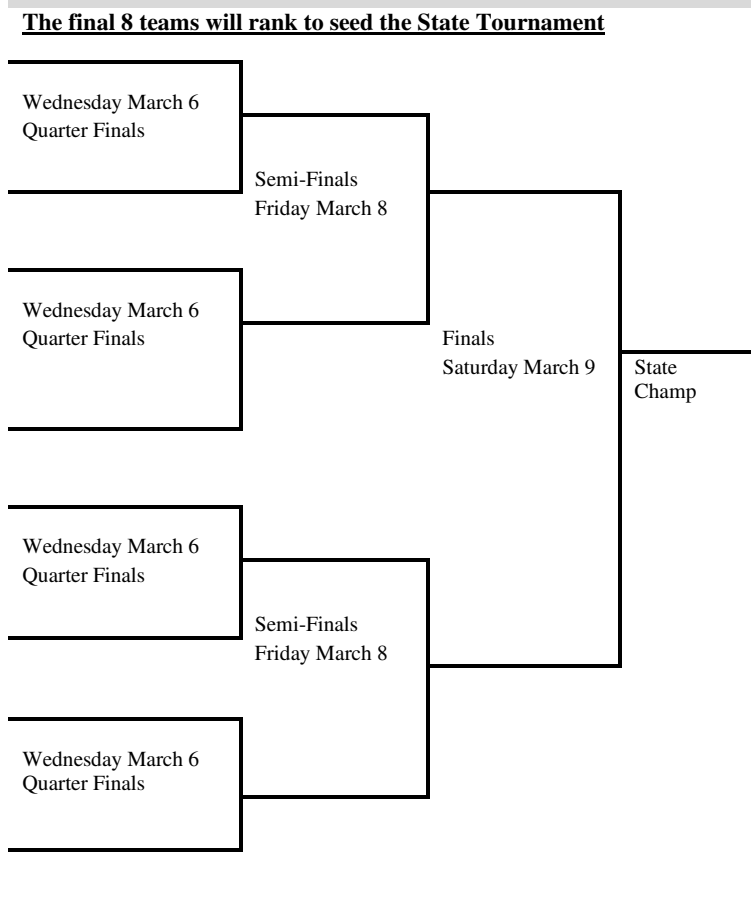 The final 8 teams will rank to seed the State Tournament
Wednesday March 6
Quarter Finals
Semi-Finals
Friday March 8
Wednesday March 6
Quarter Finals
Finals
Saturday March 9
State
Champ
Wednesday March 6
Quarter Finals
Semi-Finals
Friday March 8
Wednesday March 6
Quarter Finals